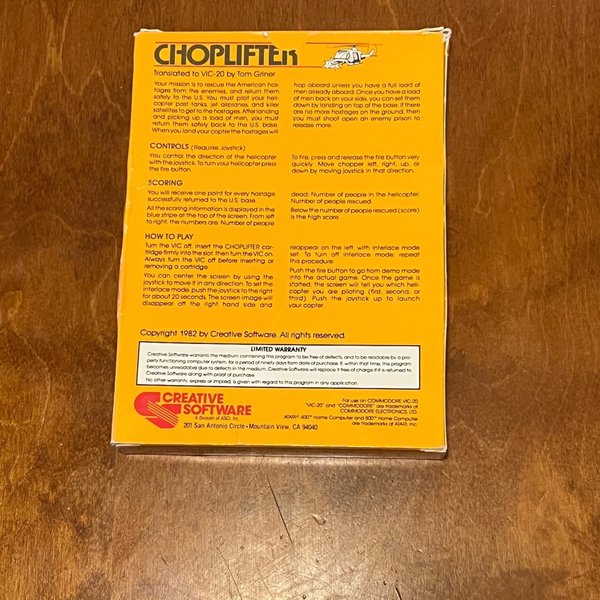 CHOPLIFTER
Translated to VIC-20 by Tom Griner
Your mission is to rescue the American hos-
tages from the enemies, and return them
safely to the U.S. You must pilot your heli-
copter past tanks, jet airplanes, and killer
satellites to get to the hostages. After landing
and picking up a load of men, you must
return them safely back to the U.S. base.
When you land your copter the hostages will
hop aboard unless you have a full load of
men already aboard. Once you have a load
of men back on your side, you can set them
down by landing on top of the base. If there
are no more hostages on the ground, then
you must shoot open an enemy prison to
release more.
CONTROLS (Requires Joystick)
You control the direction of the helicopter
with the joystick. To turn your helicopter press
the fire button.
To fire, press and release the fire button very
quickly. Move chopper left, right, up, or
down by moving joystick in that direction.
SCORING
You will receive one point for every hostage
successfully returned to the U.S. base.
All the scoring information is displayed in the
blue stripe at the top of the screen. From left
to right, the numbers are: Number of people
dead; Number of people in the helicopter;
Number of people rescued.
Below the number of people rescued (score)
is the high score.
HOW TO PLAY
Turn the VIC off, insert the CHOPLIFTER car-
tridge firmly into the slot, then turn the VIC on.
Always turn the VIC off before inserting or
removing a cartridge.
You can center the screen by using the
joystick to move it in any direction. To set the
interlace mode, push the joystick to the right
for about 20 seconds. The screen image will
disappear off the right hand side and
reappear on the left, with interlace mode
set. To turn off interlace mode, repeat
this procedure.
Push the fire button to go from demo mode
into the actual game. Once the game is
started, the screen will tell you which heli-
copter you are piloting (first, second, or
third). Push the joystick up to launch
your copter.
Copyright 1982 by Creative Software. All rights reserved.
LIMITED WARRANTY
Creative Software warrants the medium containing this program to be free of defects, and to be readable by a pro-
perly functioning computer system, for a period of ninety days from date of purchase. If, within that time, the program
becomes unreadable due to defects in the medium, Creative Software will replace it free of charge if it is returned to
Creative Software along with proof of purchase.
No other warranty, express or implied, is given with regard to this program in any application.
CREATIVE
SOFTWARE
A Division of ASCI, Inc.
201 San Antonio Circle • Mountain View, CA 94040
For use on COMMODORE VIC-20
"VIC-20" and "COMMODORE" are trademarks of
COMMODORE ELECTRONICS, LTD.
ATARI® 400™ Home Computer and 800™ Home Computer
are trademarks of ATARI, Inc.